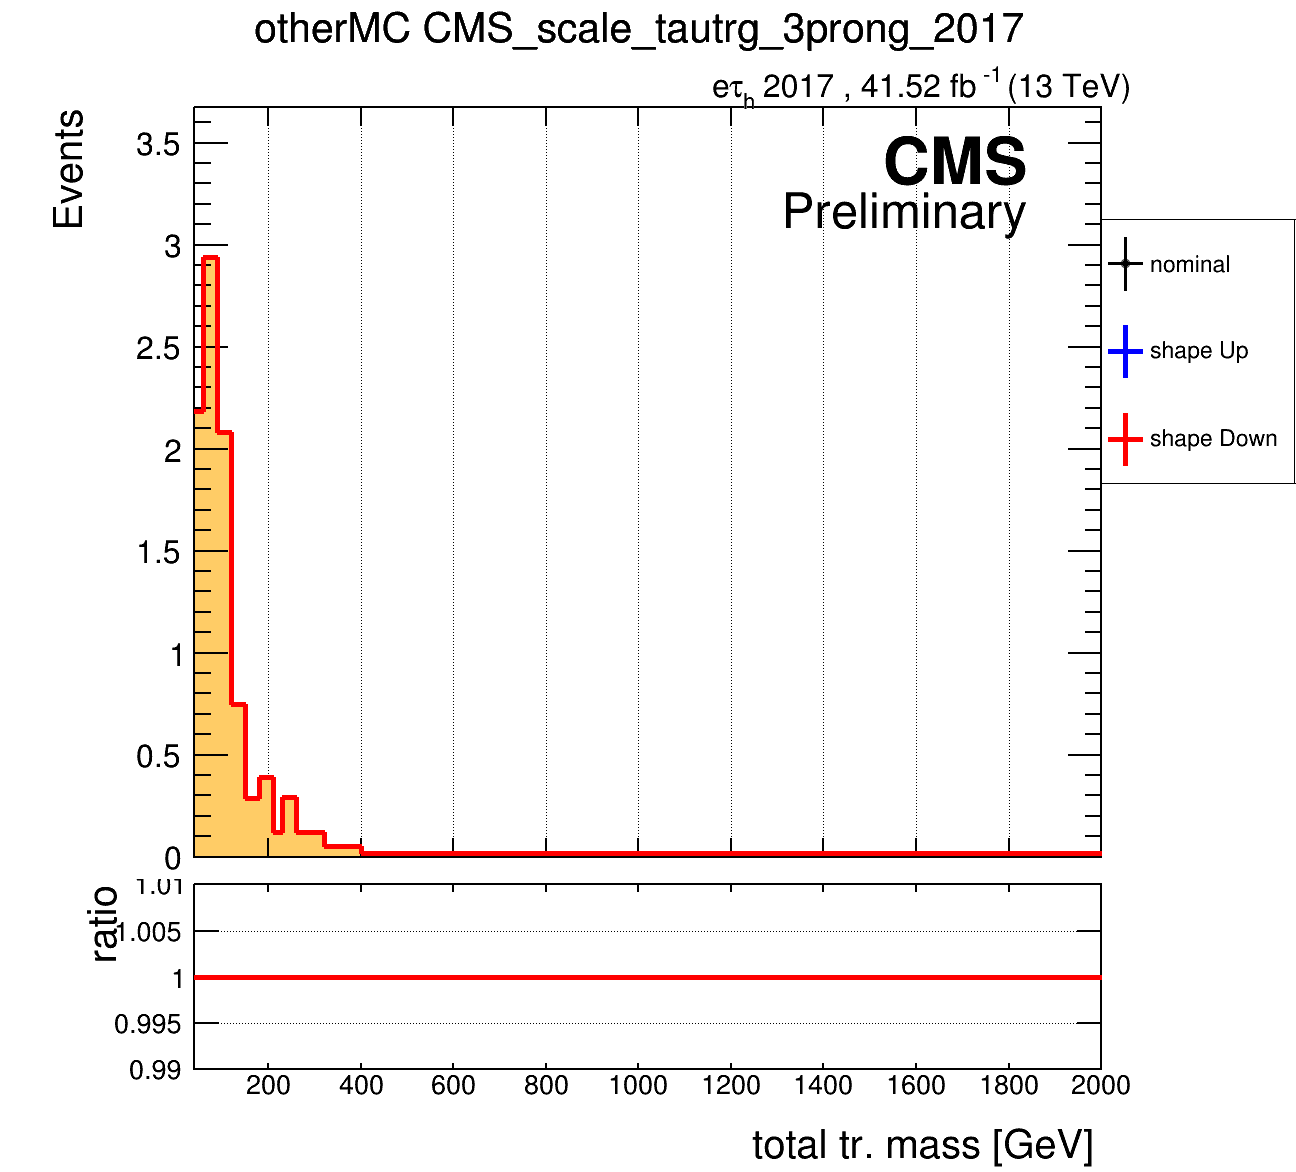 otherMC CMS_scale_tautrg_3prong_2017
eτh 2017 , 41.52 fb -1 (13 TeV)
Events
3.5
3
2.5
2
1.5
1
0.5
0
CMS
Preliminary
nominal
shape Up
shape Down
ratio
1.01
1.005
1
0.995
0.99
200 400 600 800 1000 1200 1400 1600 1800 2000
total tr. mass [GeV]